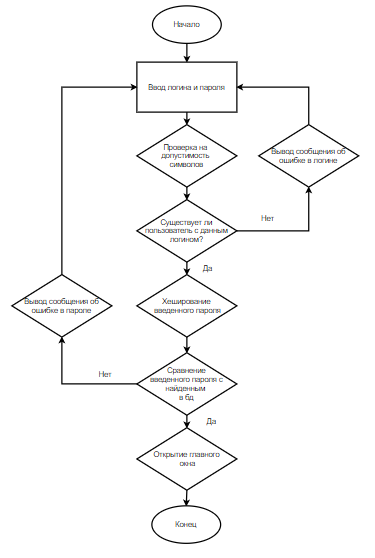 Начало
Ввод логина и пароля
Проверка на
допустимость
символов
Вывод сообщения об
ошибке в логине
Существует ли
пользователь с данным
логином?
Нет
Да
Вывод сообщения об
ошибке в пароле
Хеширование
введенного пароля
Нет
Сравнение
введенного пароля с
найденным
в бд
Да
Открытие главного
окна
Конец